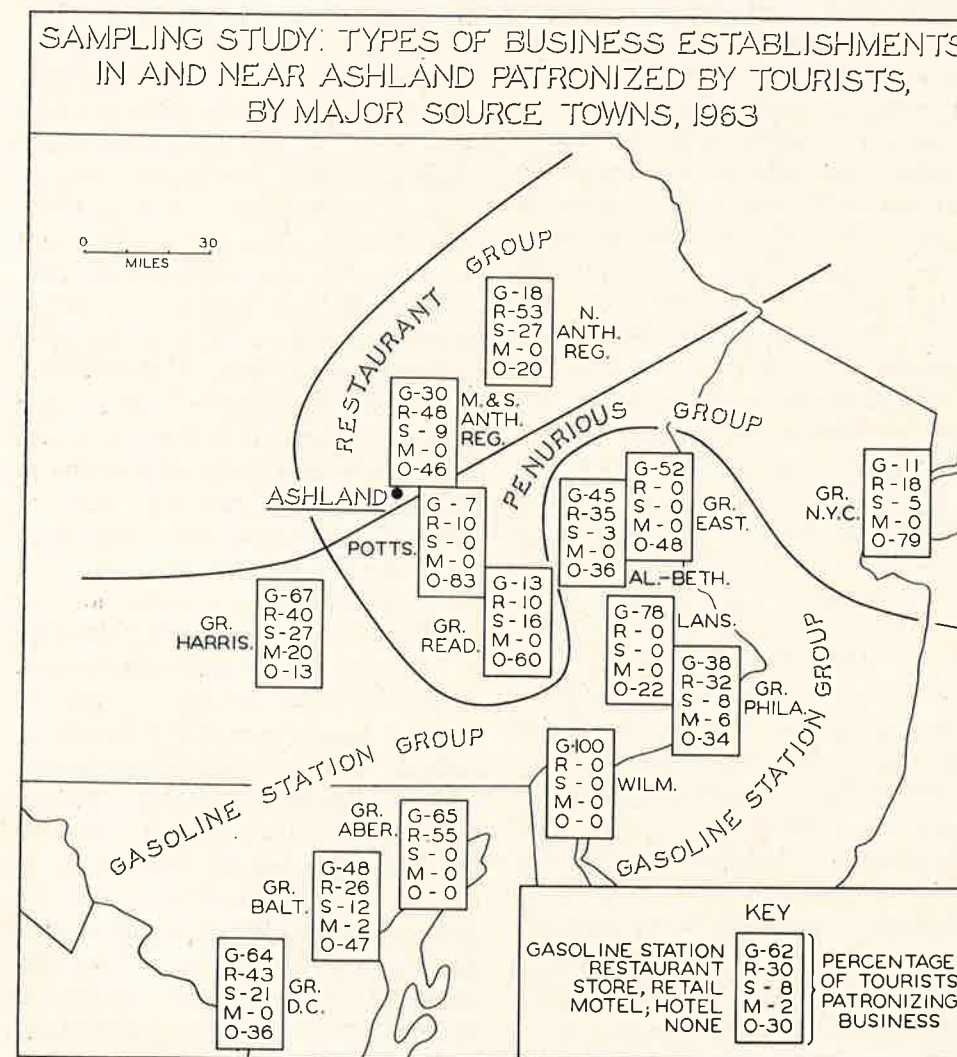 SAMPLING STUDY: TYPES OF BUSINESS ESTABLISHMENTS
IN AND NEAR ASHLAND PATRONIZED BY TOURISTS,
BY MAJOR SOURCE TOWNS, 1963
0 30
MILES
RESTAURANT GROUP
G-18
R-53
S-27
M-0
O-20
N.
ANTH.
REG.
G-30
R-48
S-9
M-0
O-46
M.&S.
ANTH.
REG.
PENURIOUS GROUP
ASHLAND
POTTS.
G-7
R-10
S-0
M-0
O-83
G-45
R-35
S-3
M-0
O-36
AL.-BETH.
G-52
R-0
S-0
M-0
O-48
GR.
EAST.
GR.
N.Y.C.
G-11
R-18
S-5
M-0
O-79
GR.
HARRIS.
G-67
R-40
S-27
M-20
O-13
GR.
READ.
G-13
R-10
S-16
M-0
O-60
G-78
R-0
S-0
M-0
O-22
LANS.
G-38
R-32
S-8
M-6
O-34
GR.
PHILA.
GASOLINE STATION GROUP
G-100
R-0
S-0
M-0
O-0
WILM.
GASOLINE STATION GROUP
GR.
ABER.
G-65
R-55
S-0
M-0
O-0
GR.
BALT.
G-48
R-26
S-12
M-2
O-47
G-64
R-43
S-21
M-0
O-36
GR.
D.C.
KEY
GASOLINE STATION G-62
RESTAURANT R-30
STORE, RETAIL S-8
MOTEL; HOTEL M-2
NONE O-30
PERCENTAGE
OF TOURISTS
PATRONIZING
BUSINESS